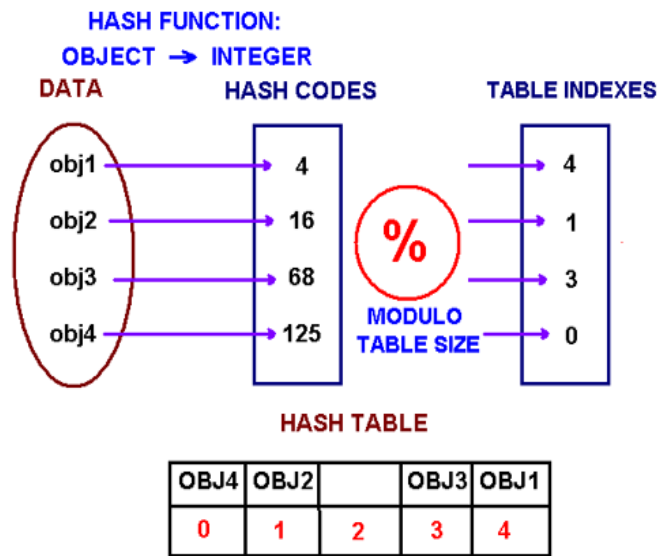 HASH FUNCTION:
OBJECT → INTEGER
DATA HASH CODES TABLE INDEXES
obj1 4 4
obj2 16 1
%
obj3 68 3
MODULO
obj4 125 0
TABLE SIZE
HASH TABLE
OBJ4 OBJ2 OBJ3 OBJ1
0 1 2 3 4